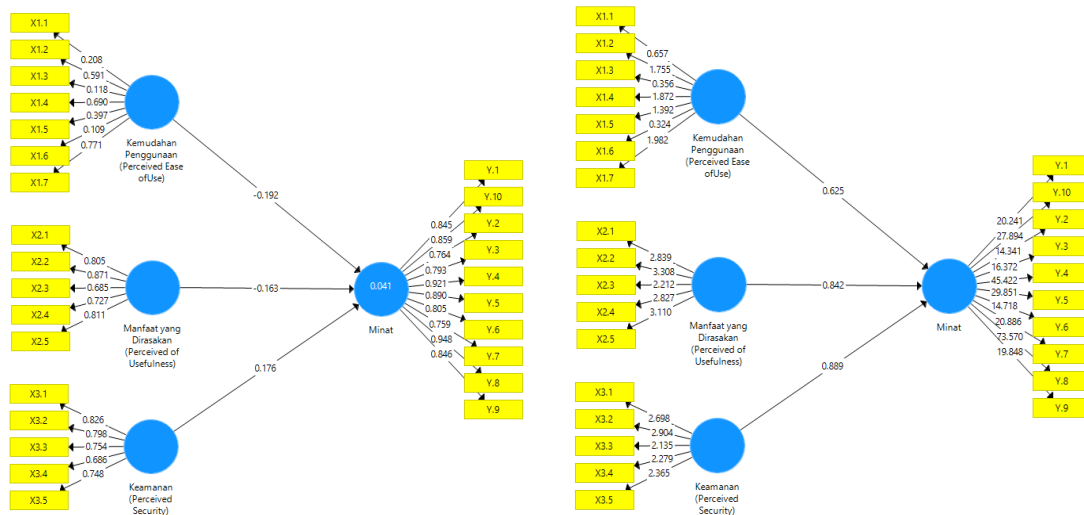 X1.1
X1.2
X1.3
X1.4
X1.5
X1.6
X1.7
0.208
0.591
0.118
0.690
0.397
0.109
0.771
Kemudahan
Penggunaan
(Perceived Ease
ofUse)
-0.192
X2.1
X2.2
X2.3
X2.4
X2.5
0.805
0.871
0.685
0.727
0.811
Manfaat yang
Dirasakan
(Perceived of
Usefulness)
-0.163
X3.1
X3.2
X3.3
X3.4
X3.5
0.826
0.798
0.754
0.686
0.748
Keamanan
(Perceived
Security)
0.176
0.041
Minat
0.845
0.859
0.764
0.793
0.921
0.890
0.805
0.759
0.948
0.846
Y.1
Y.10
Y.2
Y.3
Y.4
Y.5
Y.6
Y.7
Y.8
Y.9
X1.1
X1.2
X1.3
X1.4
X1.5
X1.6
X1.7
0.657
1.755
0.356
1.872
1.392
0.324
1.982
Kemudahan
Penggunaan
(Perceived Ease
ofUse)
0.625
X2.1
X2.2
X2.3
X2.4
X2.5
2.839
3.308
2.212
2.827
3.110
Manfaat yang
Dirasakan
(Perceived of
Usefulness)
0.842
X3.1
X3.2
X3.3
X3.4
X3.5
2.698
2.904
2.135
2.279
2.365
Keamanan
(Perceived
Security)
0.889
Minat
20.241
27.894
14.341
16.372
45.422
29.851
14.718
20.886
73.570
19.848
Y.1
Y.10
Y.2
Y.3
Y.4
Y.5
Y.6
Y.7
Y.8
Y.9